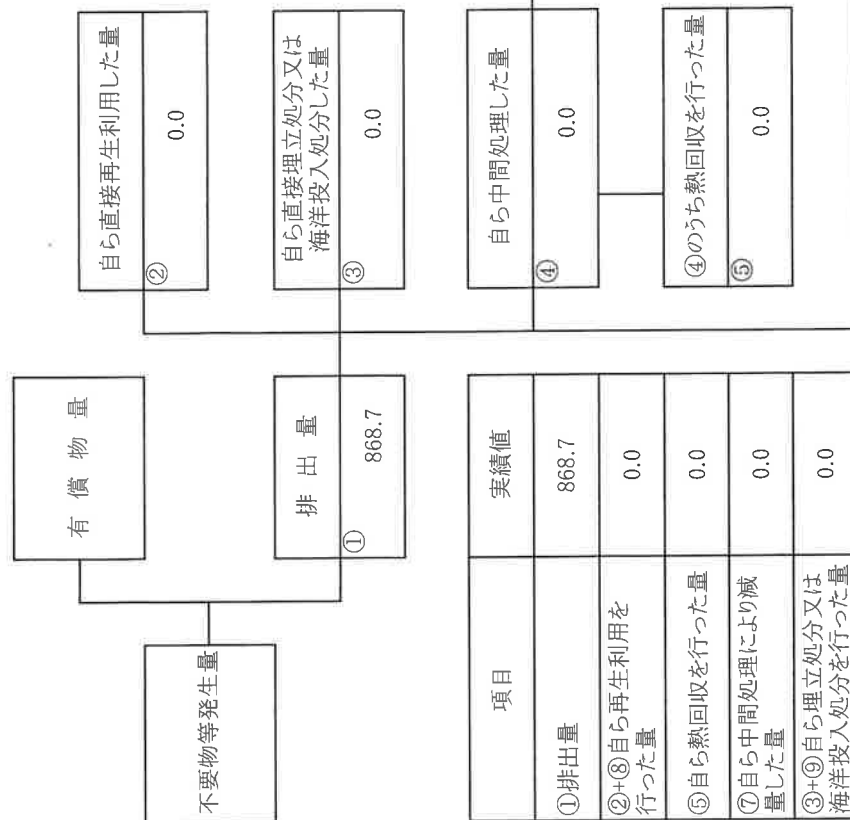 不要物等発生量
有償物量
排出量
①
868.7
自ら直接再生利用した量
②
0.0
自ら直接埋立処分又は
海洋投入処分した量
③
0.0
自ら中間処理した量
④
0.0
④のうち熱回収を行った量
⑤
0.0
項目
実績値
①排出量
868.7
②+⑧自ら再生利用を
行った量
0.0
⑤自ら熱回収を行った量
0.0
⑦自ら中間処理により減
量した量
0.0
③+⑨自ら埋立処分又は
海洋投入処分を行った量
0.0